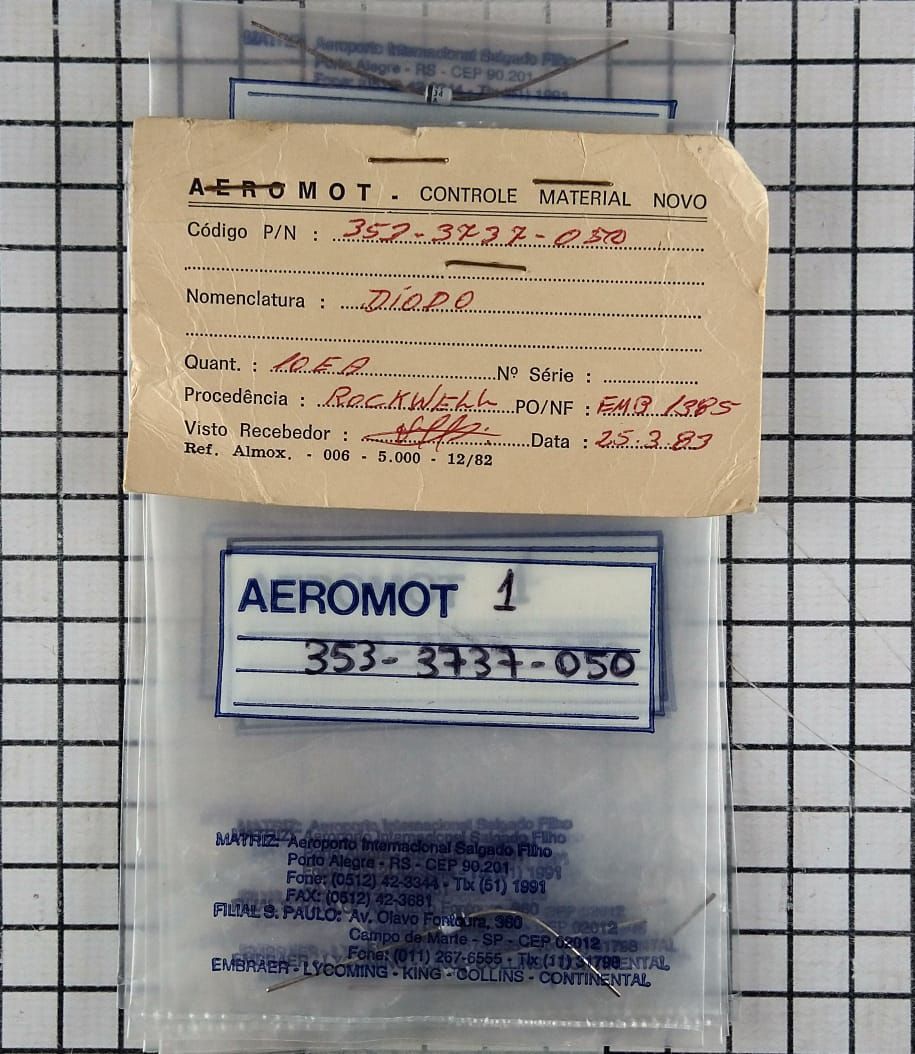 MATRIZ: Aeroporto Internacional Salgado Filho
Porto Alegre - RS - CEP 90.201
AEROMOT - CONTROLE MATERIAL NOVO
Código P/N : 353-3737-050
Nomenclatura : DÍODO
Quant. : 10 EA Nº Série :
Procedência : ROCKWELL PO/NF : EMB 1385
Visto Recebedor : Data : 25.3.83
Ref. Almox. - 006 - 5.000 - 12/82
AEROMOT 1
353-3737-050
MATRIZ: Aeroporto Internacional Salgado Filho
Porto Alegre - RS - CEP 90.201
Fone: (0512) 42-3344 - Tlx (51) 1991
FAX: (0512) 42-3681
FILIAL S. PAULO: Av. Olavo Fontoura, 360
Campo de Marte - SP - CEP 02012
Fone: (011) 267-6555 - Tlx (11) 31798
EMBRAER - LYCOMING - KING - COLLINS - CONTINENTAL